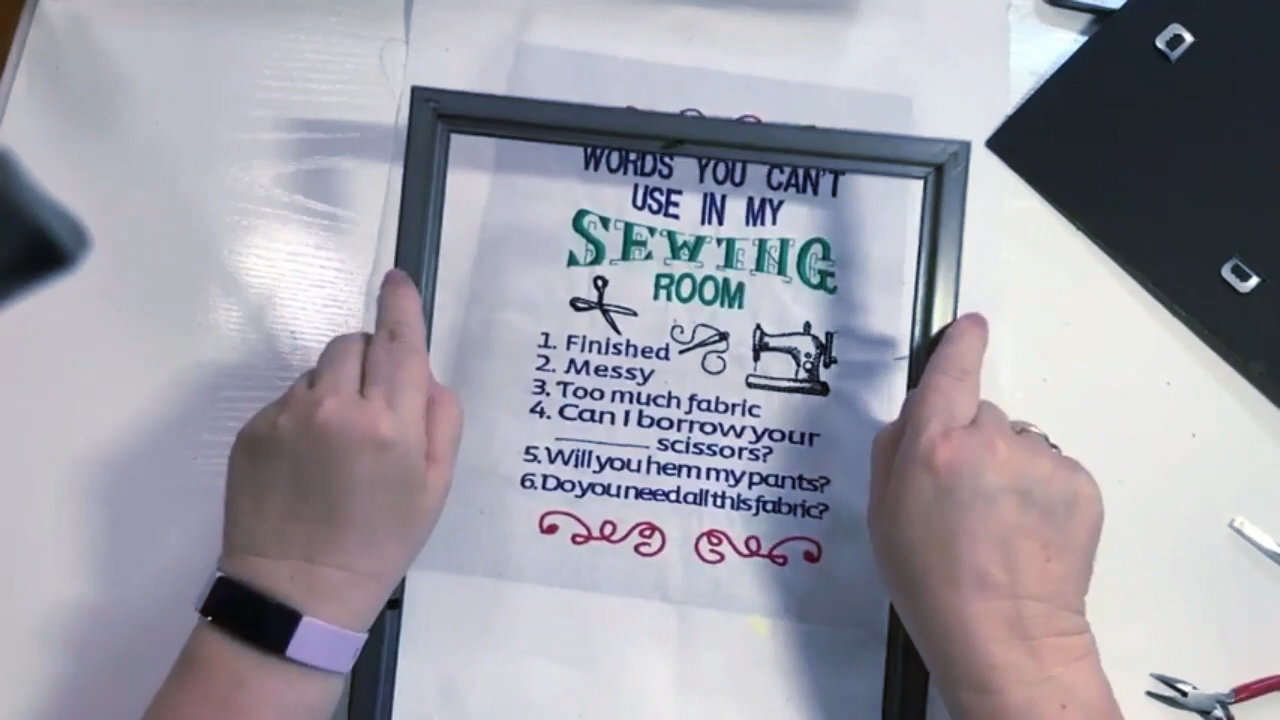 WORDS YOU CAN'T
USE IN MY
SEWING
ROOM
1. Finished
2. Messy
3. Too much fabric
4. Can I borrow your
________ scissors?
5. Will you hem my pants?
6. Do you need all this fabric?